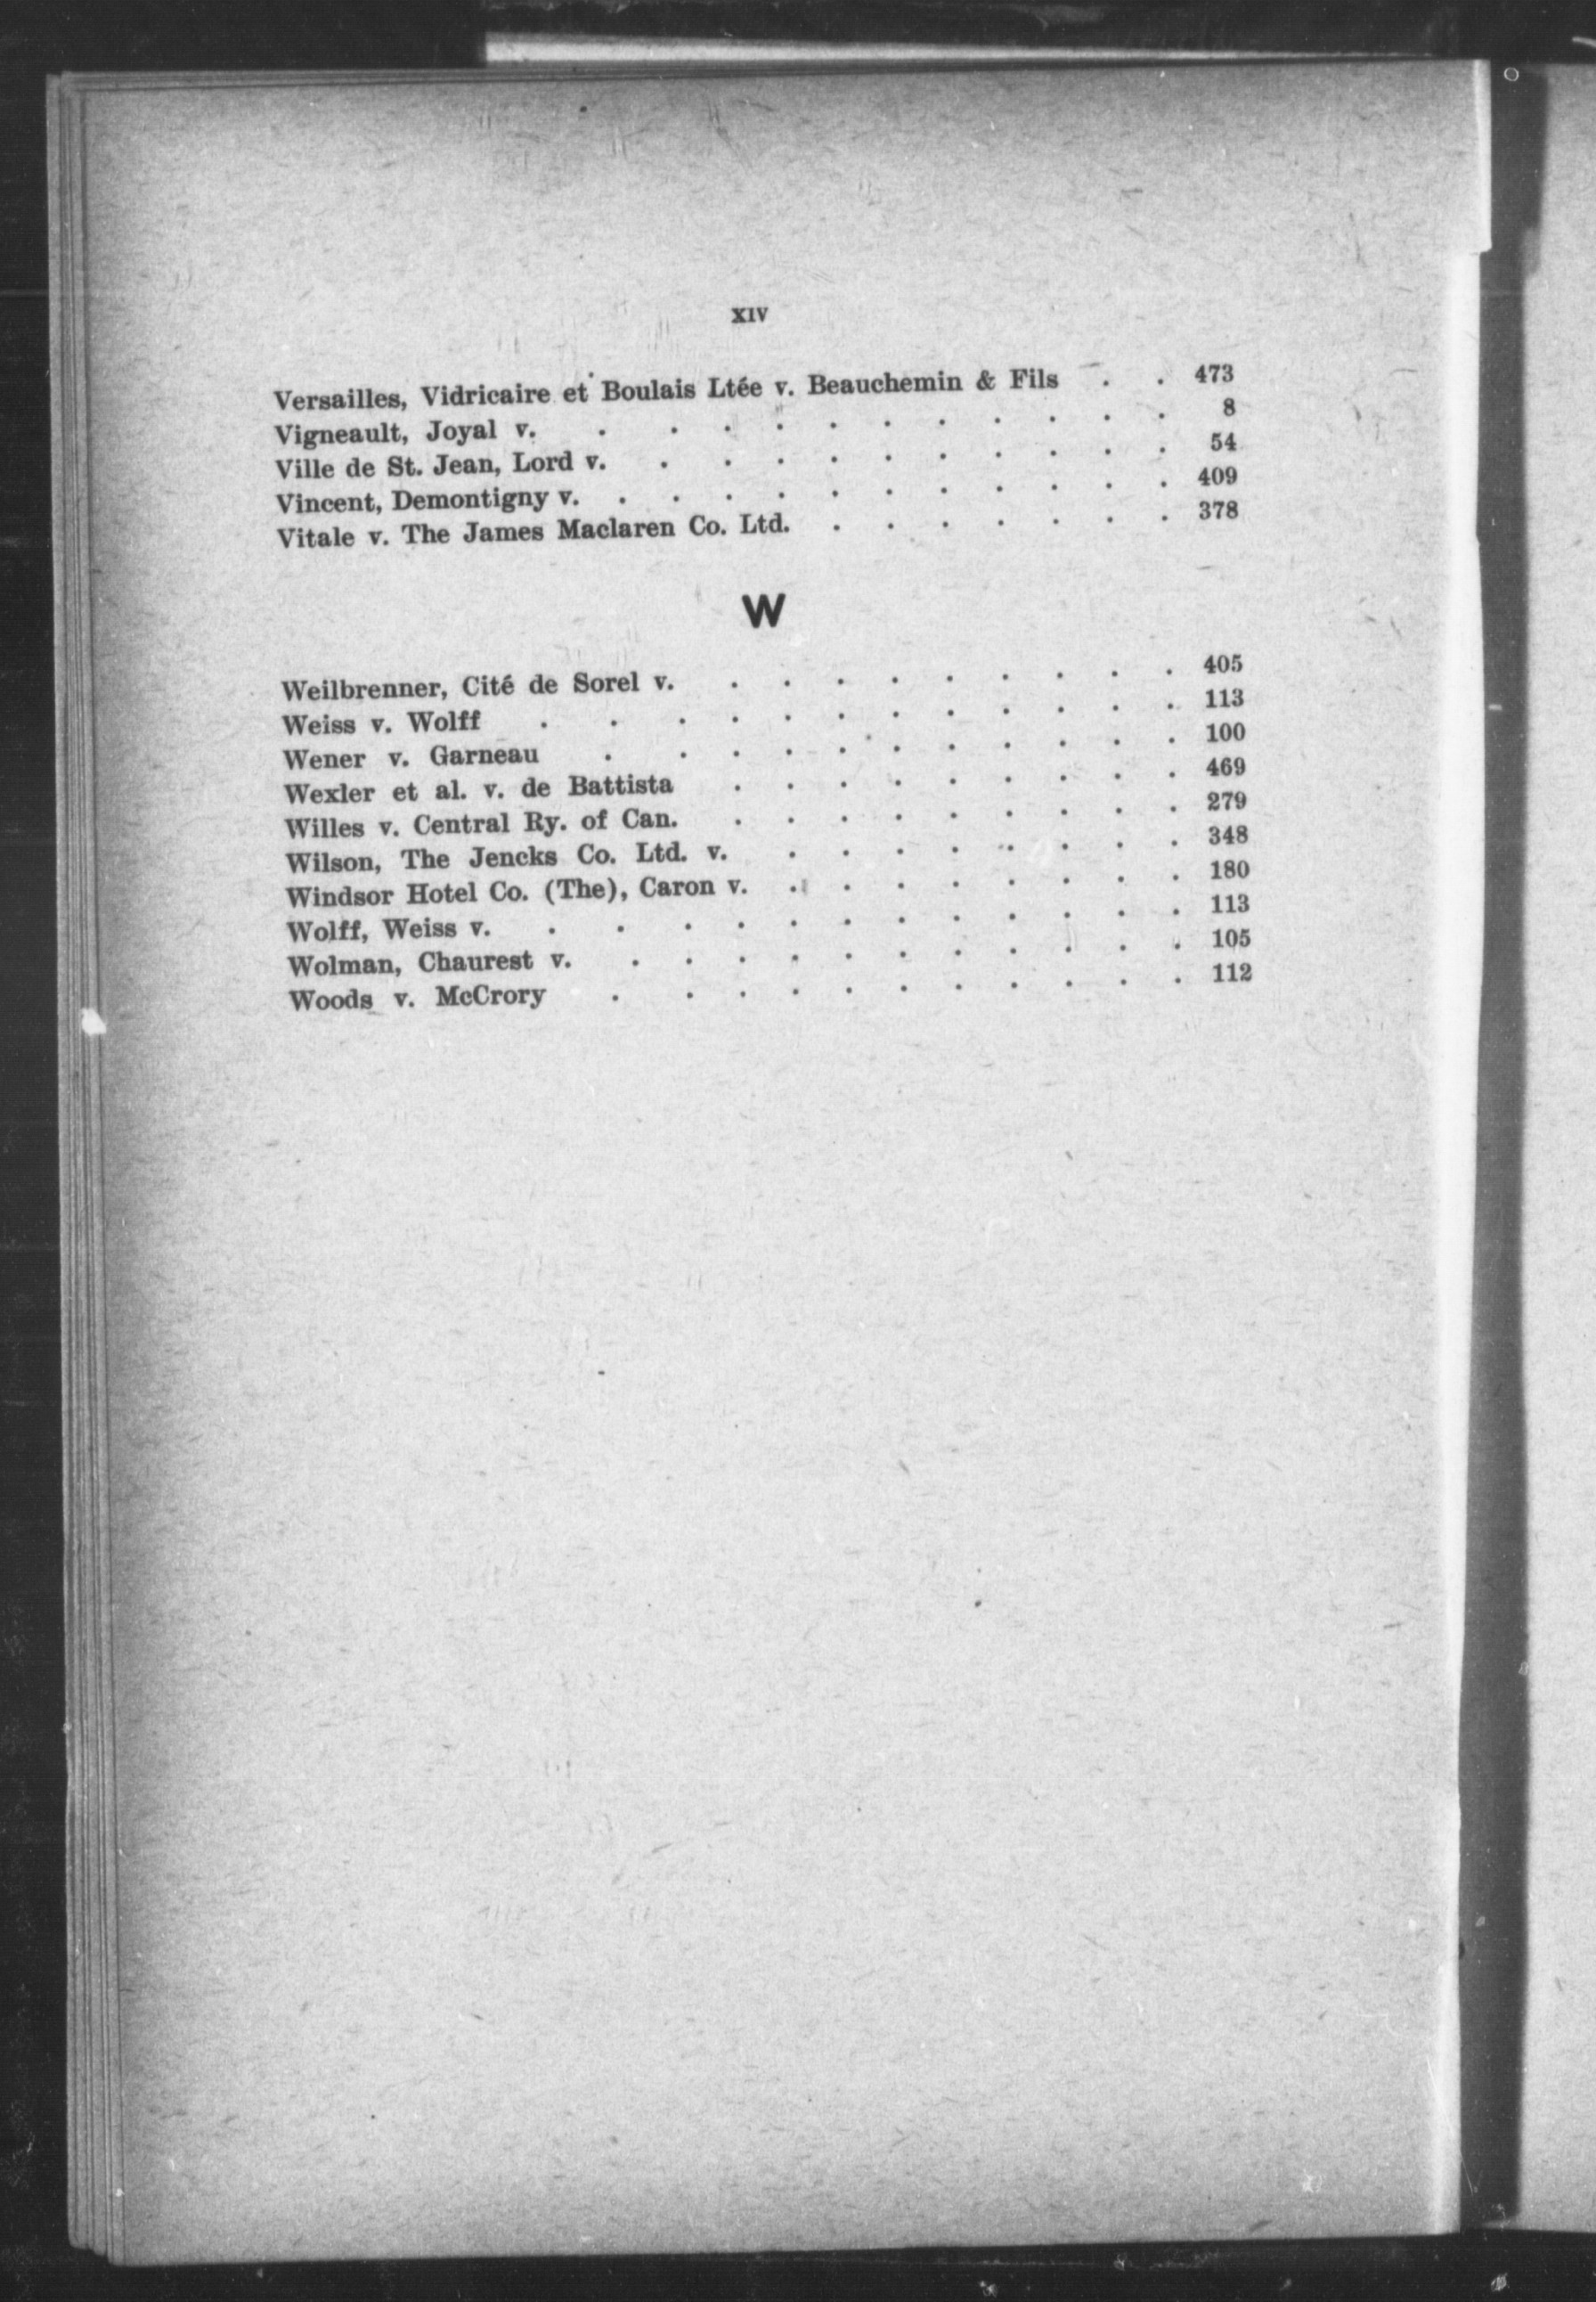 XIV
Versailles, Vidricaire et Boulais Ltée v. Beauchemin & Fils . . 473
Vigneault, Joyal v. . . . . . . . . . . . 8
Ville de St. Jean, Lord v. . . . . . . . . . . 54
Vincent, Demontigny v. . . . . . . . . . . . 409
Vitale v. The James Maclaren Co. Ltd. . . . . . . . 378
W
Weilbrenner, Cité de Sorel v. . . . . . . . . . 405
Weiss v. Wolff . . . . . . . . . . . . 113
Wener v. Garneau . . . . . . . . . . . 100
Wexler et al. v. de Battista . . . . . . . . . 469
Willes v. Central Ry. of Can. . . . . . . . . . 279
Wilson, The Jencks Co. Ltd. v. . . . . . . . . 348
Windsor Hotel Co. (The), Caron v. . . . . . . . . 180
Wolff, Weiss v. . . . . . . . . . . . . 113
Wolman, Chaurest v. . . . . . . . . . . . 105
Woods v. McCrory . . . . . . . . . . . 112